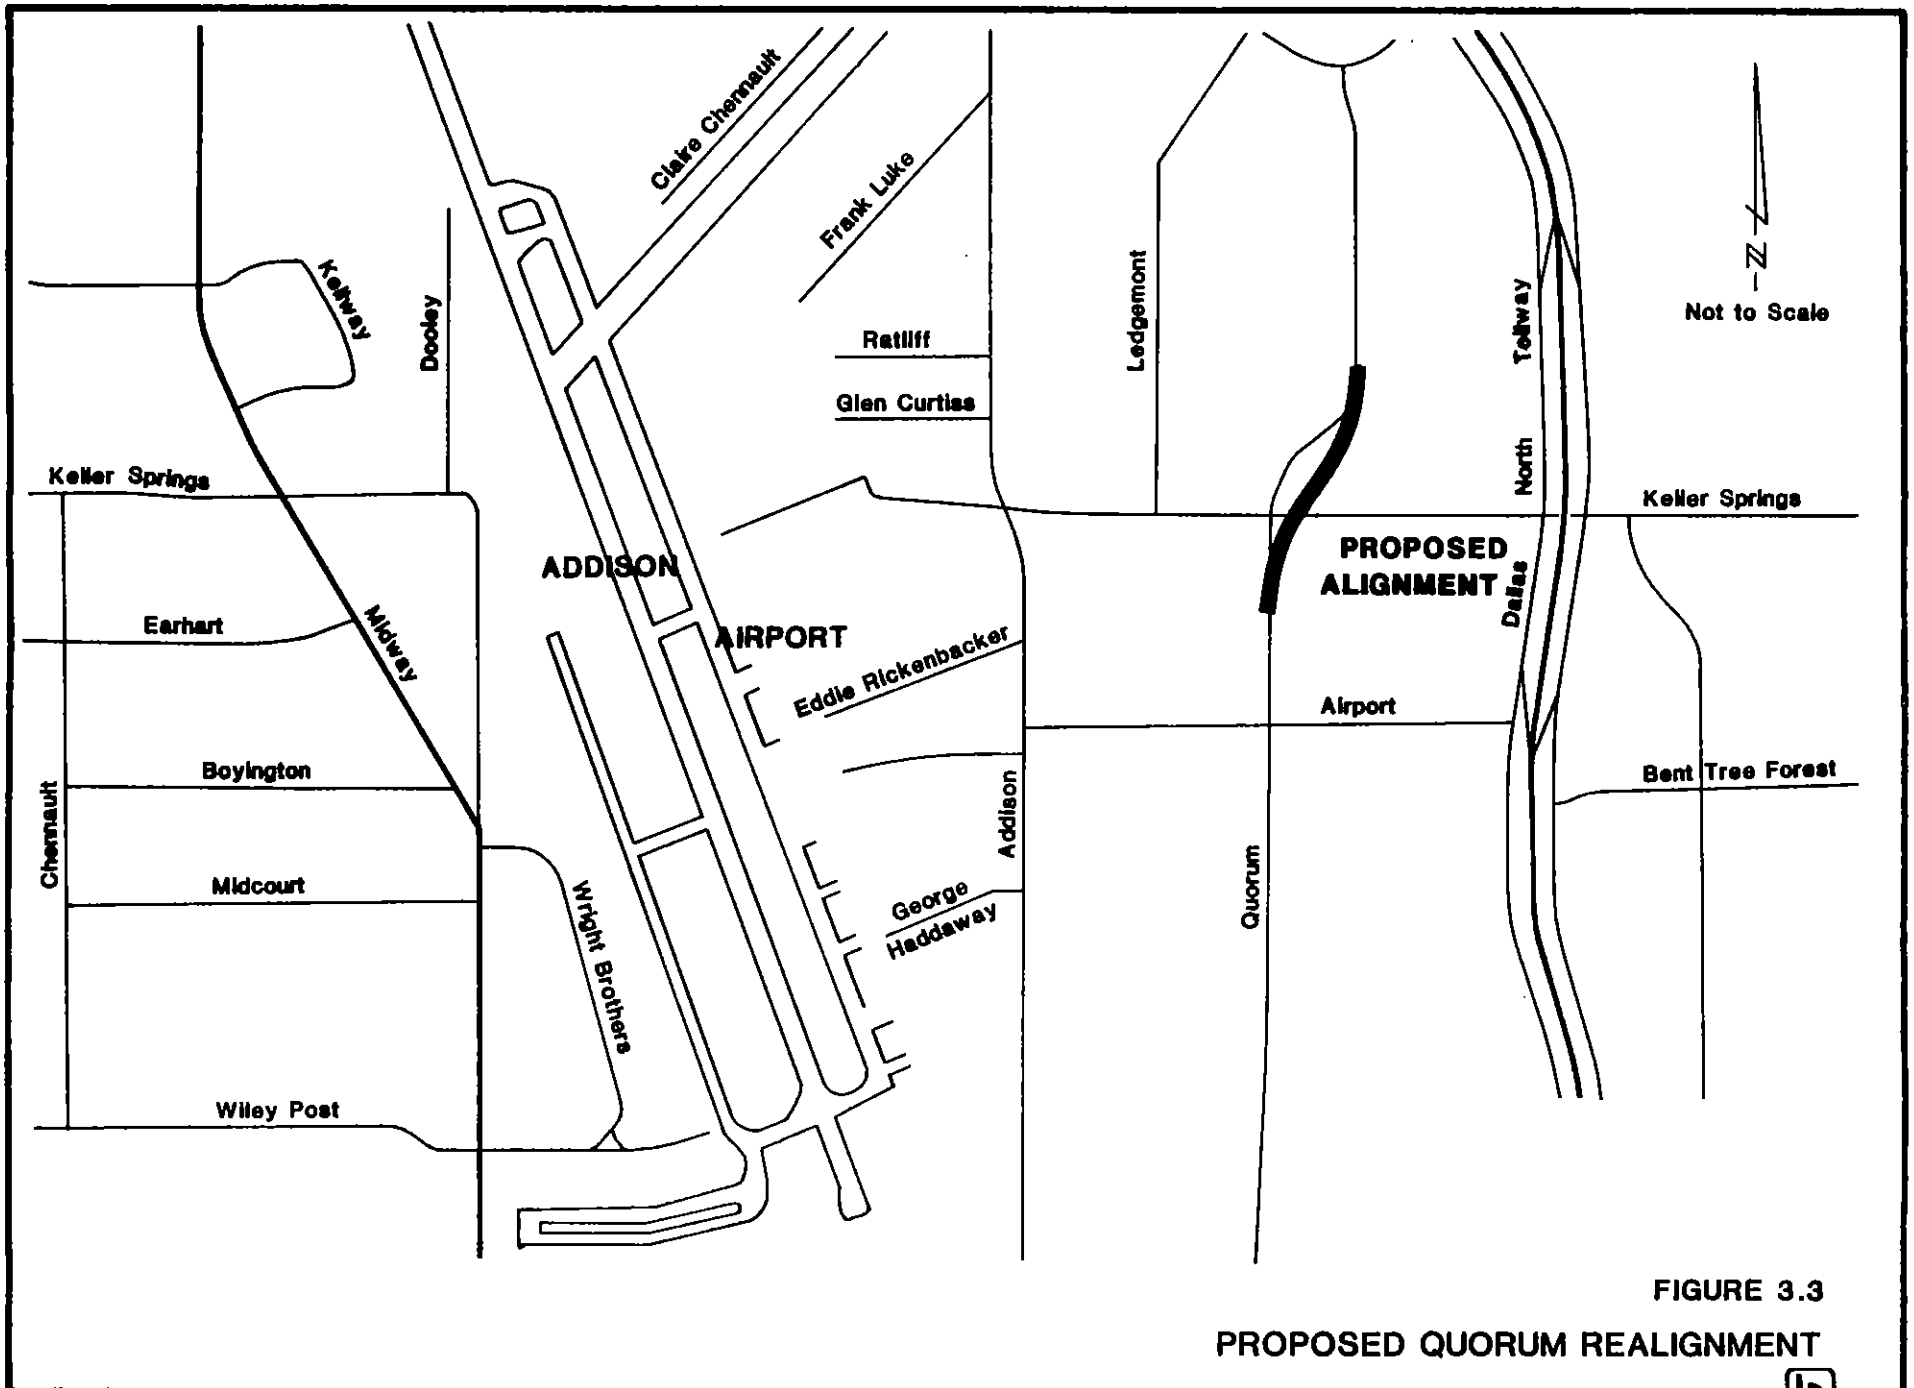 Claire Chennault
Frank Luke
Kellway
Dooley
Ratliff
Glen Curtiss
Ledgemont
Tollway
North
Dallas
N
Not to Scale
Keller Springs
Keller Springs
ADDISON
AIRPORT
PROPOSED
ALIGNMENT
Earhart
Midway
Eddie Rickenbacker
Airport
Boyington
Chennault
Addison
Bent Tree Forest
Midcourt
Wright Brothers
George
Haddaway
Quorum
Wiley Post
FIGURE 3.3
PROPOSED QUORUM REALIGNMENT